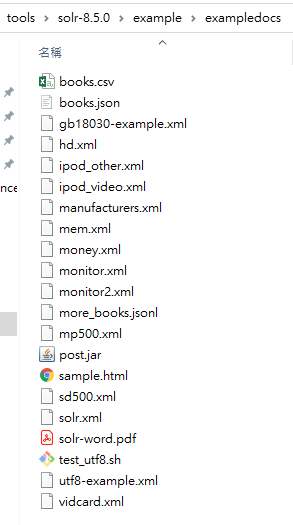 tools > solr-8.5.0 > example > exampledocs
名稱
books.csv
books.json
gb18030-example.xml
hd.xml
ipod_other.xml
ipod_video.xml
manufacturers.xml
mem.xml
money.xml
monitor.xml
monitor2.xml
more_books.jsonl
mp500.xml
post.jar
sample.html
sd500.xml
solr.xml
solr-word.pdf
test_utf8.sh
utf8-example.xml
vidcard.xml
nce